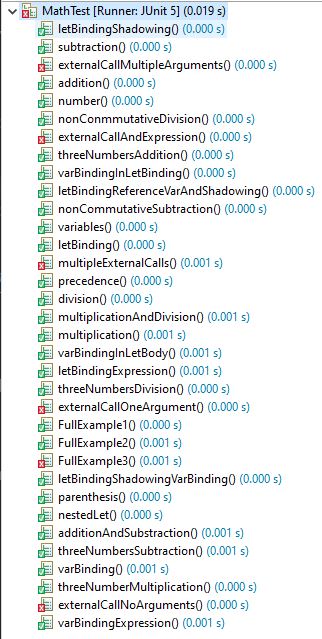 MathTest [Runner: JUnit 5] (0.019 s)
letBindingShadowing() (0.000 s)
subtraction() (0.000 s)
externalCallMultipleArguments() (0.000 s)
addition() (0.000 s)
number() (0.000 s)
nonConmmutativeDivision() (0.000 s)
externalCallAndExpression() (0.000 s)
threeNumbersAddition() (0.000 s)
varBindingInLetBinding() (0.000 s)
letBindingReferenceVarAndShadowing() (0.000 s)
nonCommutativeSubtraction() (0.000 s)
variables() (0.000 s)
letBinding() (0.000 s)
multipleExternalCalls() (0.001 s)
precedence() (0.000 s)
division() (0.000 s)
multiplicationAndDivision() (0.001 s)
multiplication() (0.001 s)
varBindingInLetBody() (0.001 s)
letBindingExpression() (0.000 s)
threeNumbersDivision() (0.000 s)
externalCallOneArgument() (0.000 s)
FullExample1() (0.000 s)
FullExample2() (0.001 s)
FullExample3() (0.000 s)
letBindingShadowingVarBinding() (0.000 s)
parenthesis() (0.000 s)
nestedLet() (0.000 s)
additionAndSubstraction() (0.000 s)
threeNumbersSubtraction() (0.001 s)
varBinding() (0.000 s)
threeNumberMultiplication() (0.000 s)
externalCallNoArguments() (0.000 s)
varBindingExpression() (0.001 s)